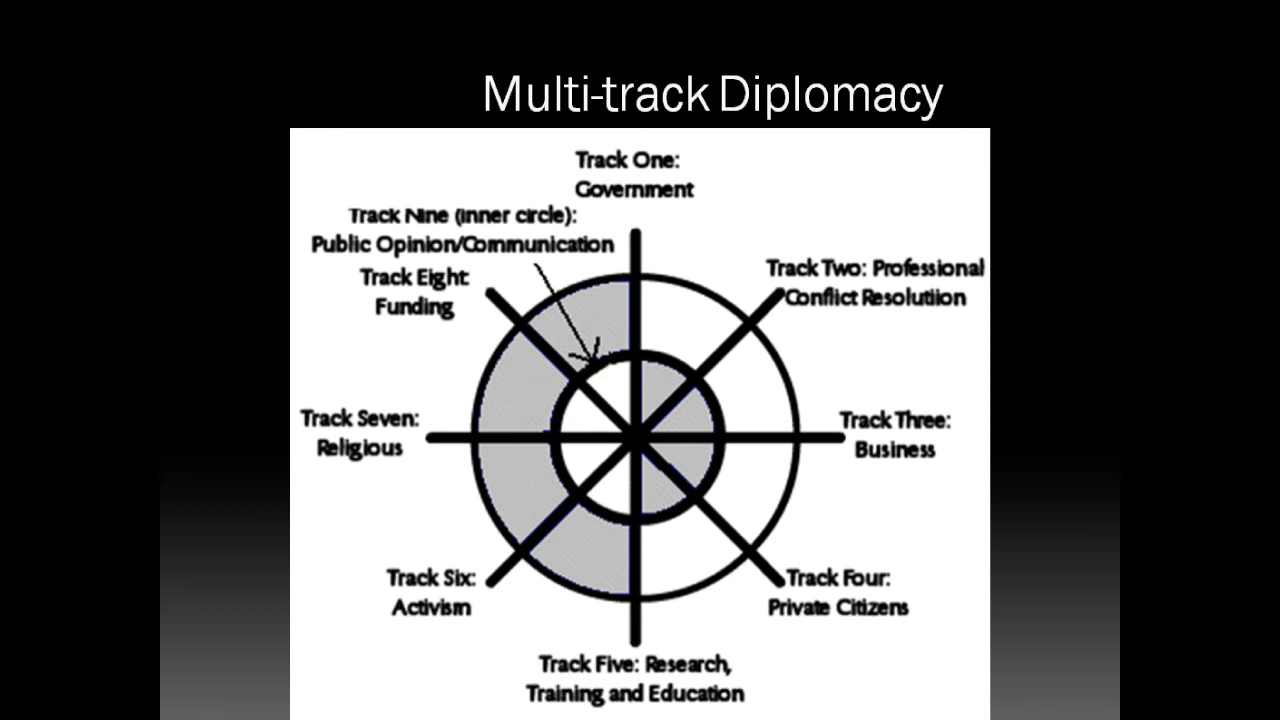 Multi-track Diplomacy
Track One:
Government
Track Nine (inner circle):
Public Opinion/Communication
Track Eight:
Funding
Track Two: Professional
Conflict Resolutiion
Track Seven:
Religious
Track Three:
Business
Track Six:
Activism
Track Four:
Private Citizens
Track Five: Research,
Training and Education